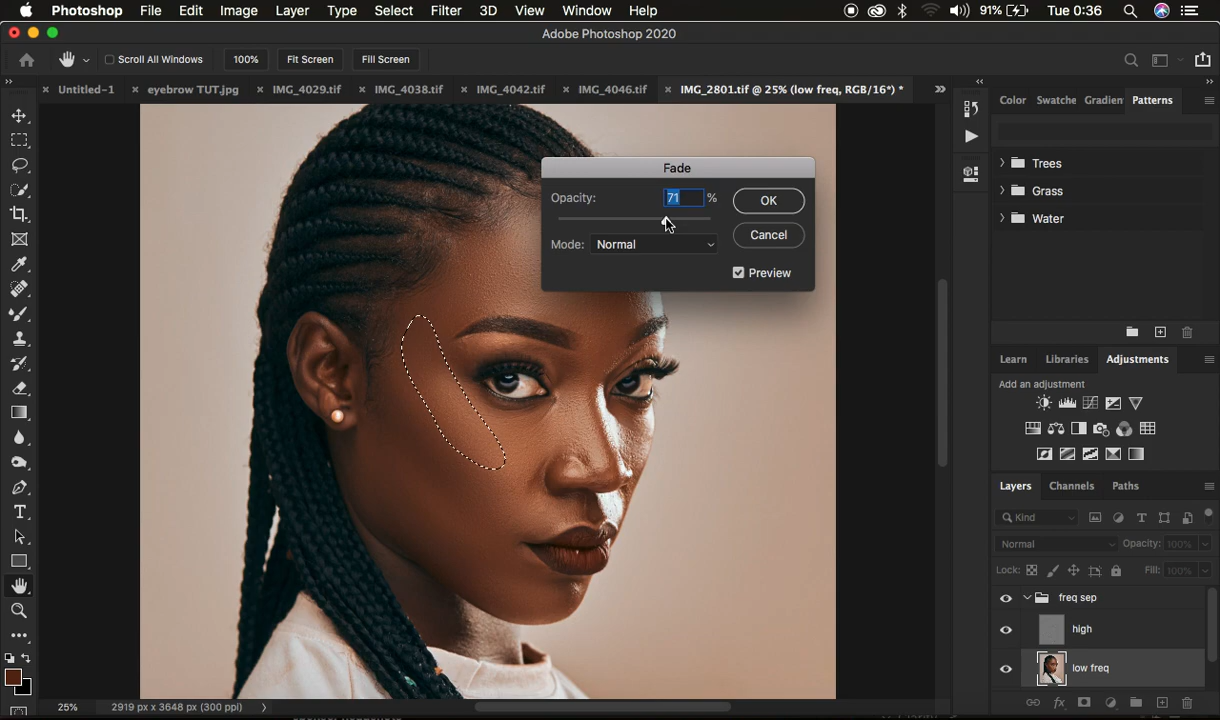 Photoshop File Edit Image Layer Type Select Filter 3D View Window Help 91% Tue 0:36
Adobe Photoshop 2020
Scroll All Windows 100% Fit Screen Fill Screen
Untitled-1 eyebrow TUT.jpg IMG_4029.tif IMG_4038.tif IMG_4042.tif IMG_4046.tif IMG_2801.tif @ 25% (low freq, RGB/16*) *
Color Swatche Gradien Patterns
Trees
Grass
Water
Fade
Opacity: 71 %
OK
Mode: Normal
Cancel
Preview
Learn Libraries Adjustments
Add an adjustment
Layers Channels Paths
Kind
Normal Opacity: 100%
Lock: Fill: 100%
freq sep
high
low freq
25% 2919 px x 3648 px (300 ppi)